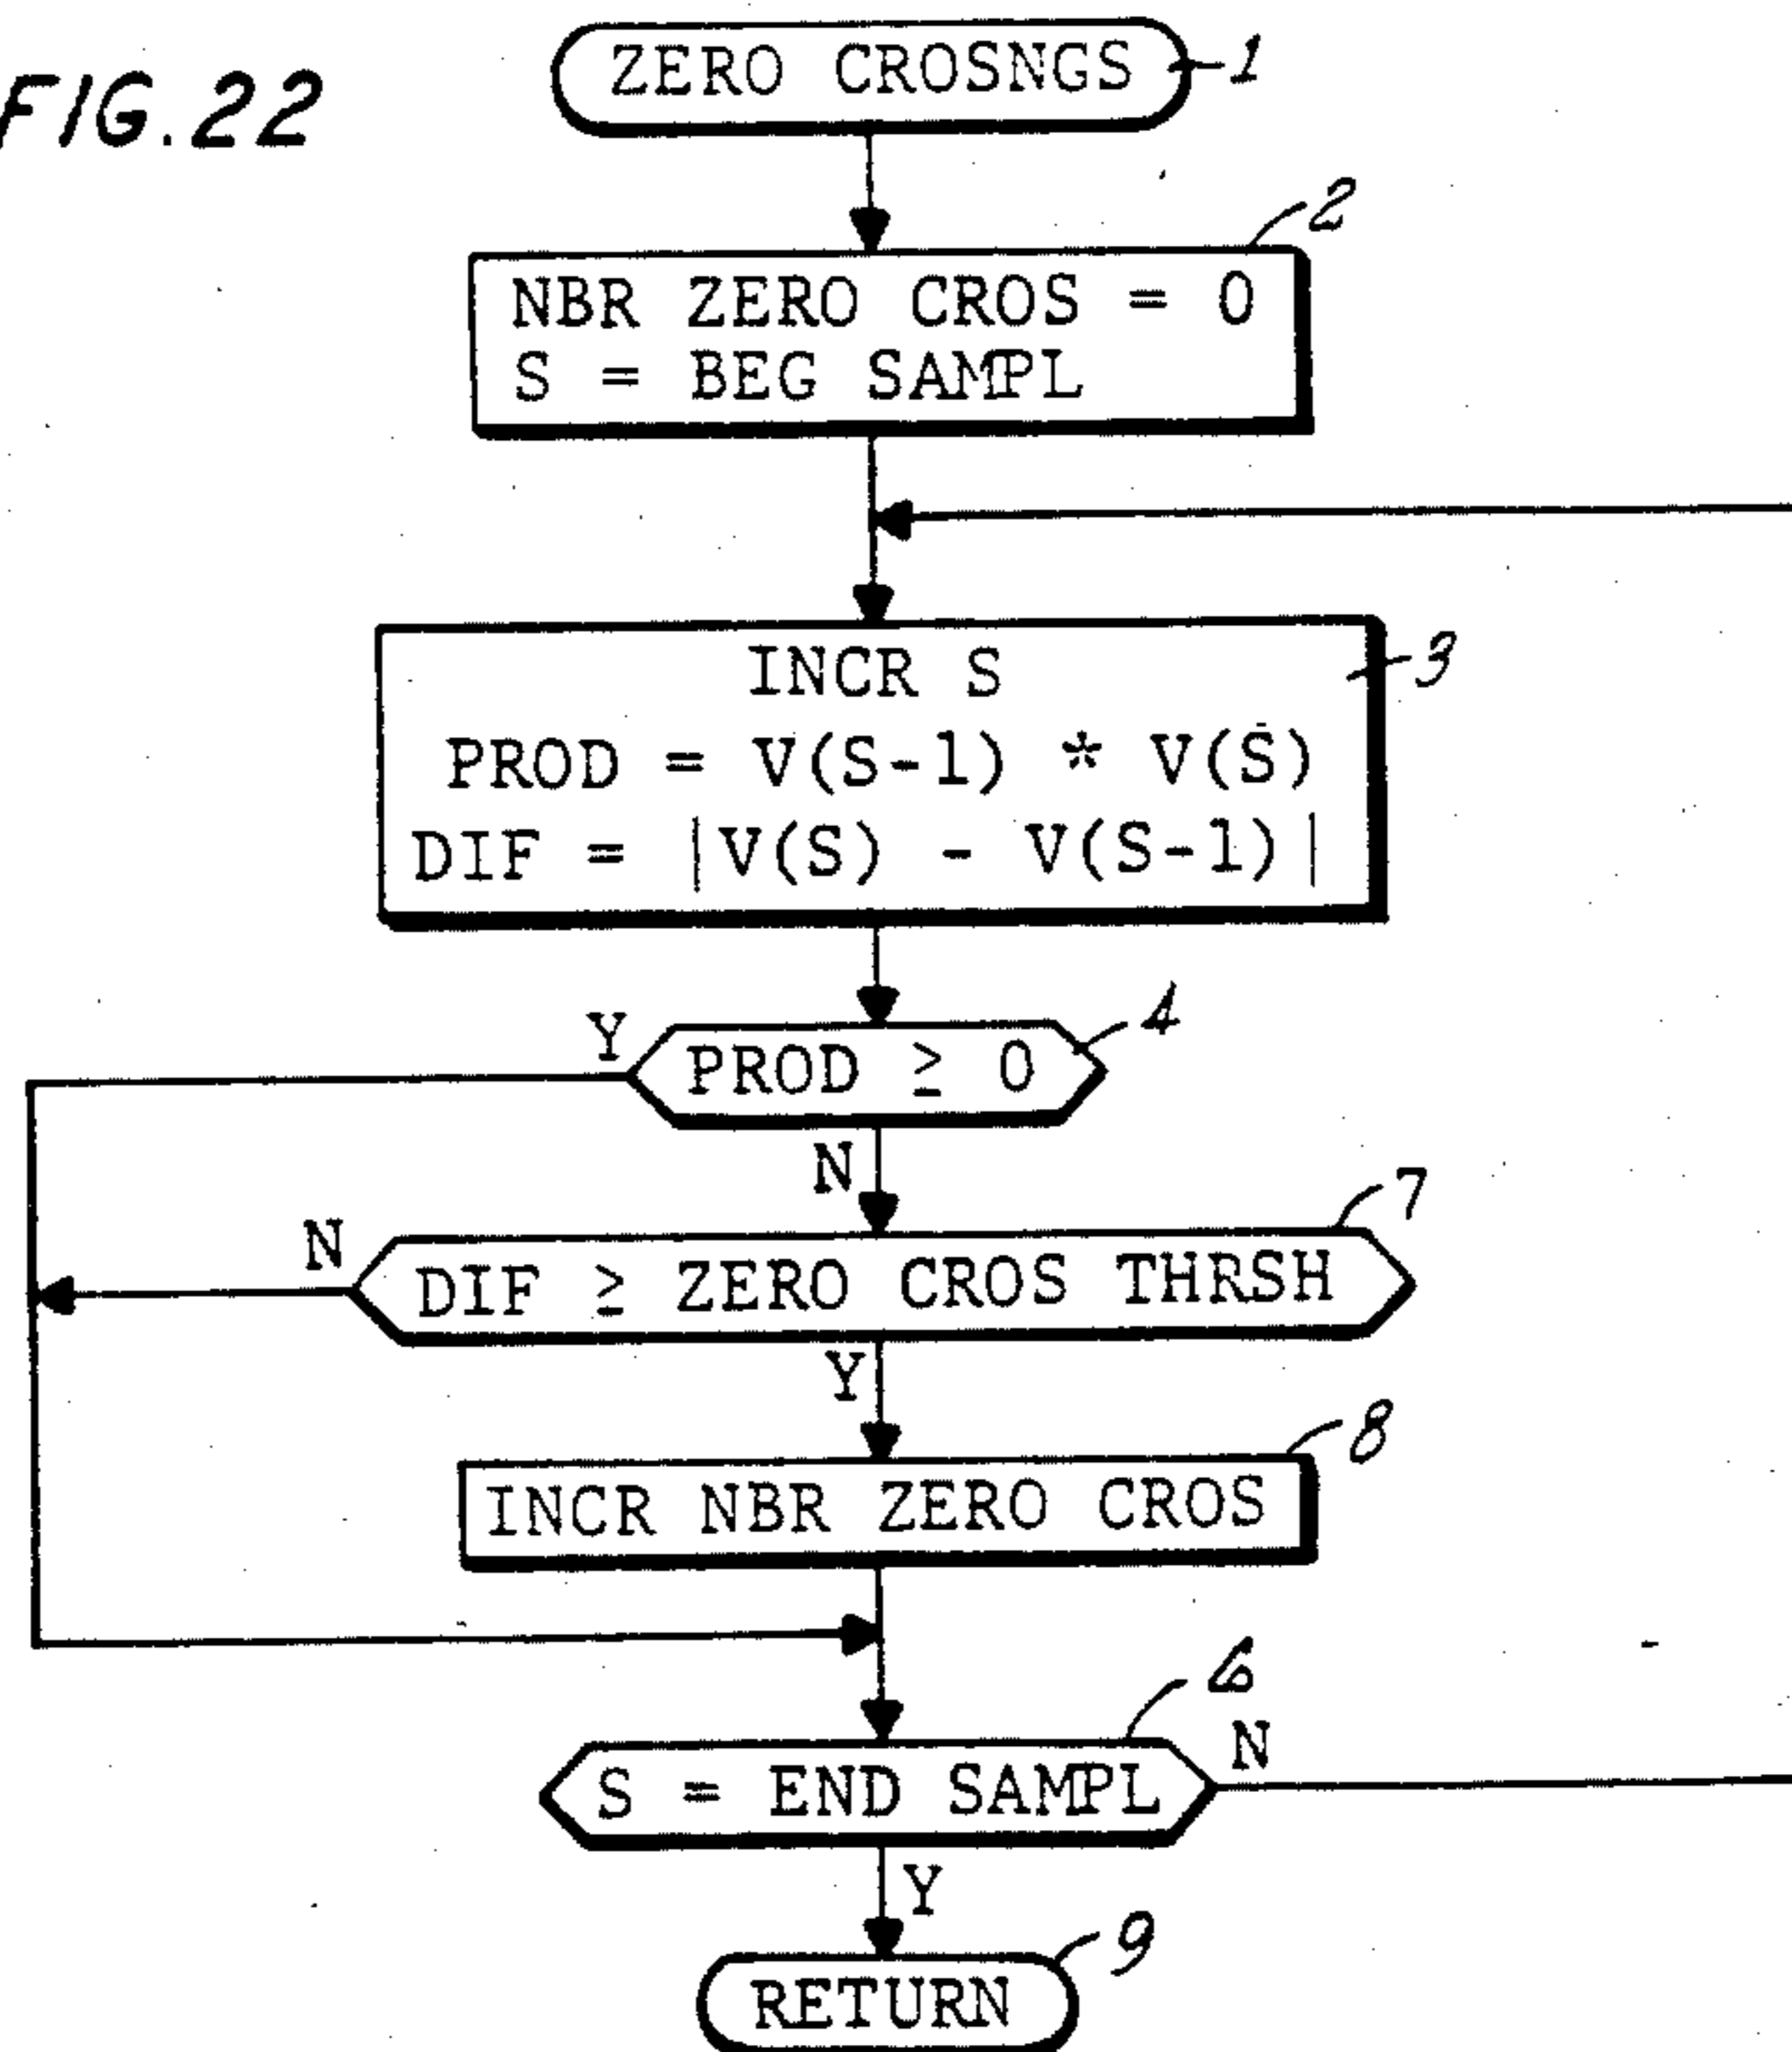 FIG.22
ZERO CROSNGS
1
2
NBR ZERO CROS = 0
S = BEG SAMPL
3
INCR S
PROD = V(S-1) * V(S)
DIF = |V(S) - V(S-1)|
4
Y
PROD ≥ 0
N
7
N
DIF ≥ ZERO CROS THRSH
Y
8
INCR NBR ZERO CROS
6
N
S = END SAMPL
Y
9
RETURN